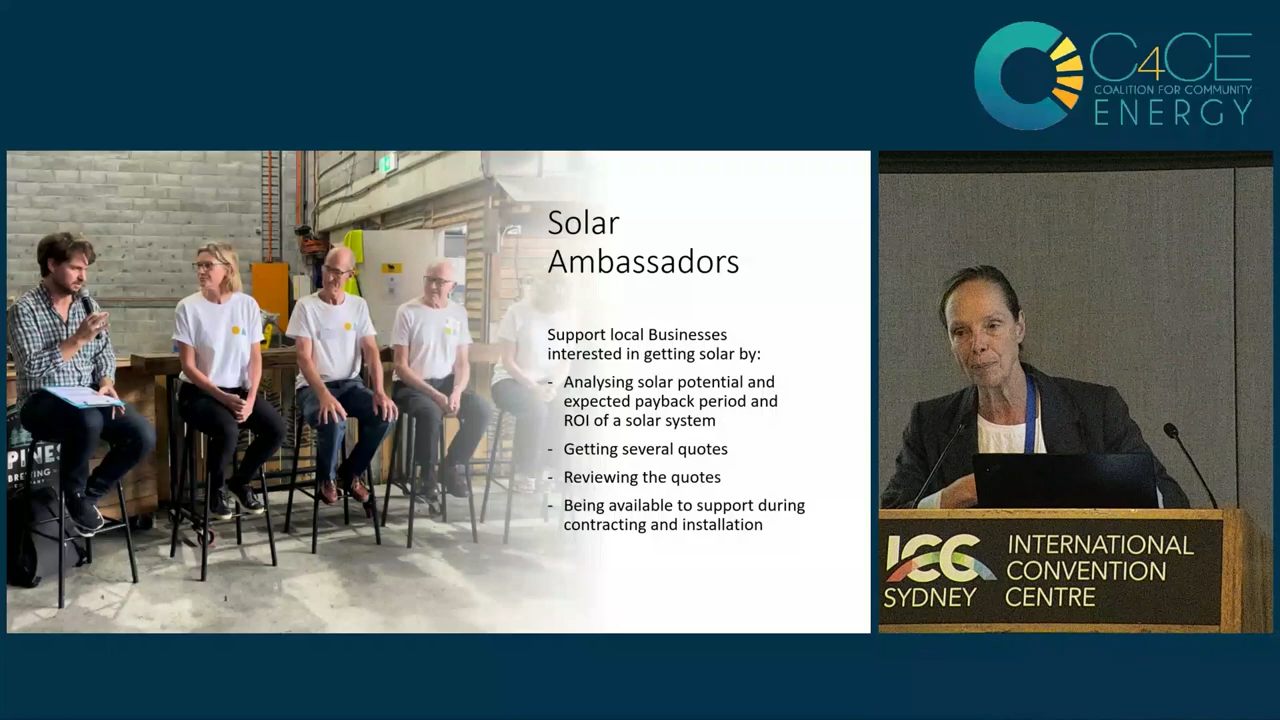 C4CE
COALITION FOR COMMUNITY
ENERGY
Solar
Ambassadors
Support local Businesses
interested in getting solar by:
- Analysing solar potential and
expected payback period and
ROI of a solar system
- Getting several quotes
- Reviewing the quotes
- Being available to support during
contracting and installation
PINES
BREWING
ICC
SYDNEY
INTERNATIONAL
CONVENTION
CENTRE